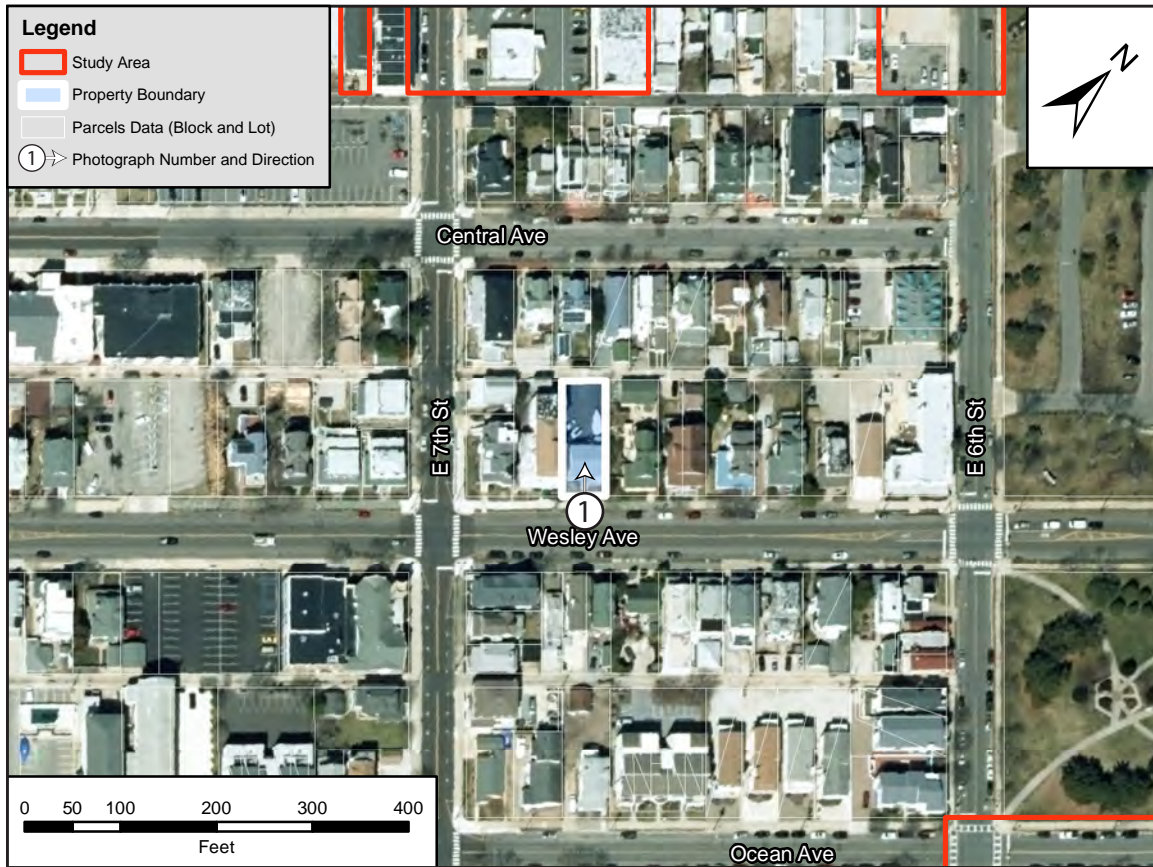 Legend
Study Area
Property Boundary
Parcels Data (Block and Lot)
1 Photograph Number and Direction
N
Central Ave
E 7th St
E 6th St
1
Wesley Ave
0 50 100 200 300 400
Feet
Ocean Ave